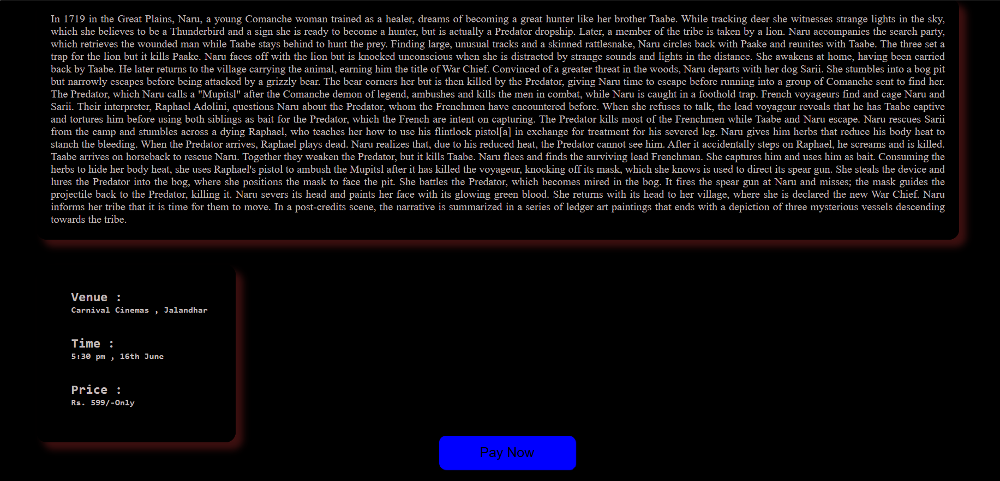 In 1719 in the Great Plains, Naru, a young Comanche woman trained as a healer, dreams of becoming a great hunter like her brother Taabe. While tracking deer she witnesses strange lights in the sky,
which she believes to be a Thunderbird and a sign she is ready to become a hunter, but is actually a Predator dropship. Later, a member of the tribe is taken by a lion. Naru accompanies the search party,
which retrieves the wounded man while Taabe stays behind to hunt the prey. Finding large, unusual tracks and a skinned rattlesnake, Naru circles back with Paake and reunites with Taabe. The three set a
trap for the lion but it kills Paake. Naru faces off with the lion but is knocked unconscious when she is distracted by strange sounds and lights in the distance. She awakens at home, having been carried
back by Taabe. He later returns to the village carrying the animal, earning him the title of War Chief. Convinced of a greater threat in the woods, Naru departs with her dog Sarii. She stumbles into a bog pit
but narrowly escapes before being attacked by a grizzly bear. The bear corners her but is then killed by the Predator, giving Naru time to escape before running into a group of Comanche sent to find her.
The Predator, which Naru calls a "Mupitsl" after the Comanche demon of legend, ambushes and kills the men in combat, while Naru is caught in a foothold trap. French voyageurs find and cage Naru and
Sarii. Their interpreter, Raphael Adolini, questions Naru about the Predator, whom the Frenchmen have encountered before. When she refuses to talk, the lead voyageur reveals that he has Taabe captive
and tortures him before using both siblings as bait for the Predator, which the French are intent on capturing. The Predator kills most of the Frenchmen while Taabe and Naru escape. Naru rescues Sarii
from the camp and stumbles across a dying Raphael, who teaches her how to use his flintlock pistol[a] in exchange for treatment for his severed leg. Naru gives him herbs that reduce his body heat to
stanch the bleeding. When the Predator arrives, Raphael plays dead. Naru realizes that, due to his reduced heat, the Predator cannot see him. After it accidentally steps on Raphael, he screams and is killed.
Taabe arrives on horseback to rescue Naru. Together they weaken the Predator, but it kills Taabe. Naru flees and finds the surviving lead Frenchman. She captures him and uses him as bait. Consuming the
herbs to hide her body heat, she uses Raphael's pistol to ambush the Mupitsl after it has killed the voyageur, knocking off its mask, which she knows is used to direct its spear gun. She steals the device and
lures the Predator into the bog, where she positions the mask to face the pit. She battles the Predator, which becomes mired in the bog. It fires the spear gun at Naru and misses; the mask guides the
projectile back to the Predator, killing it. Naru severs its head and paints her face with its glowing green blood. She returns with its head to her village, where she is declared the new War Chief. Naru
informs her tribe that it is time for them to move. In a post-credits scene, the narrative is summarized in a series of ledger art paintings that ends with a depiction of three mysterious vessels descending
towards the tribe.
Venue :
Carnival Cinemas , Jalandhar
Time :
5:30 pm , 16th June
Price :
Rs. 599/-Only
Pay Now